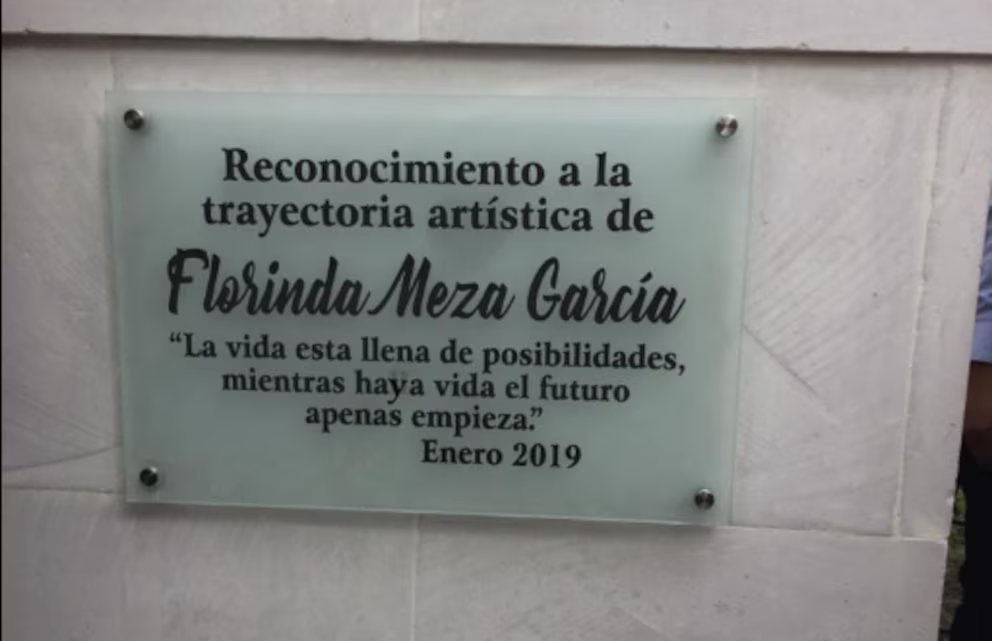 Reconocimiento a la
trayectoria artística de
Florinda Meza García
“La vida esta llena de posibilidades,
mientras haya vida el futuro
apenas empieza.”
Enero 2019